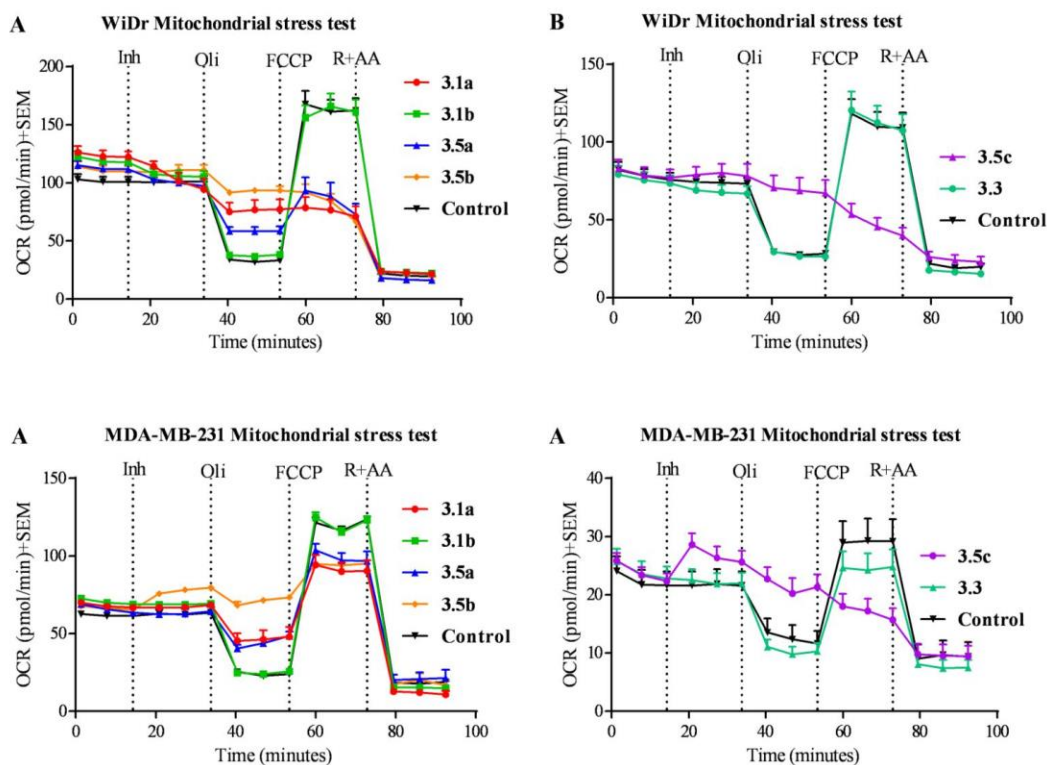 A WiDr Mitochondrial stress test
Inh Oli FCCP R+AA
200
150
100
50
0
OCR (pmol/min)+SEM
0 20 40 60 80 100
Time (minutes)
3.1a
3.1b
3.5a
3.5b
Control
B WiDr Mitochondrial stress test
Inh Oli FCCP R+AA
150
100
50
0
OCR (pmol/min)+SEM
0 20 40 60 80 100
Time (minutes)
3.5c
3.3
Control
A MDA-MB-231 Mitochondrial stress test
Inh Oli FCCP R+AA
150
100
50
0
OCR (pmol/min)+SEM
0 20 40 60 80 100
Time (minutes)
3.1a
3.1b
3.5a
3.5b
Control
A MDA-MB-231 Mitochondrial stress test
Inh Oli FCCP R+AA
40
30
20
10
0
OCR (pmol/min)+SEM
0 20 40 60 80 100
Time (minutes)
3.5c
3.3
Control